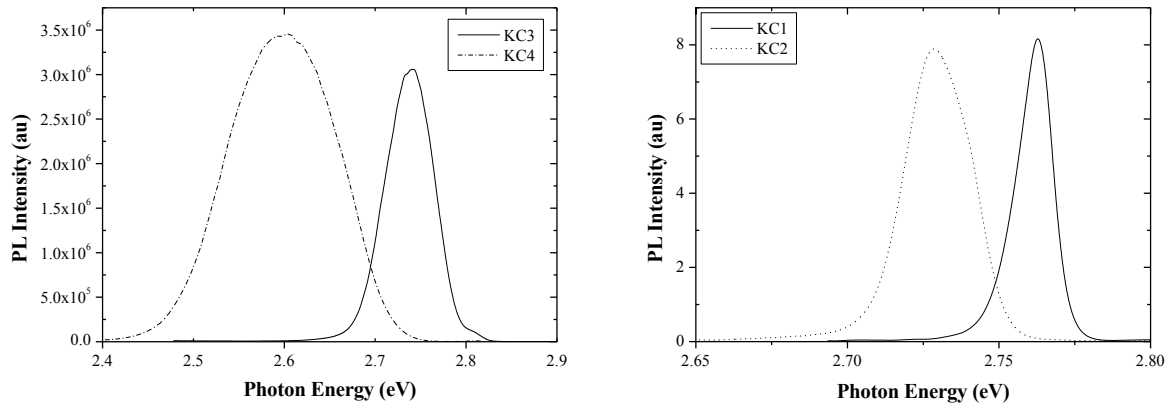 3.5x10⁶
3.0x10⁶
2.5x10⁶
2.0x10⁶
1.5x10⁶
1.0x10⁶
5.0x10⁵
0.0
PL Intensity (au)
KC3
KC4
2.4 2.5 2.6 2.7 2.8 2.9
Photon Energy (eV)
8
6
4
2
0
PL Intensity (au)
KC1
KC2
2.65 2.70 2.75 2.80
Photon Energy (eV)